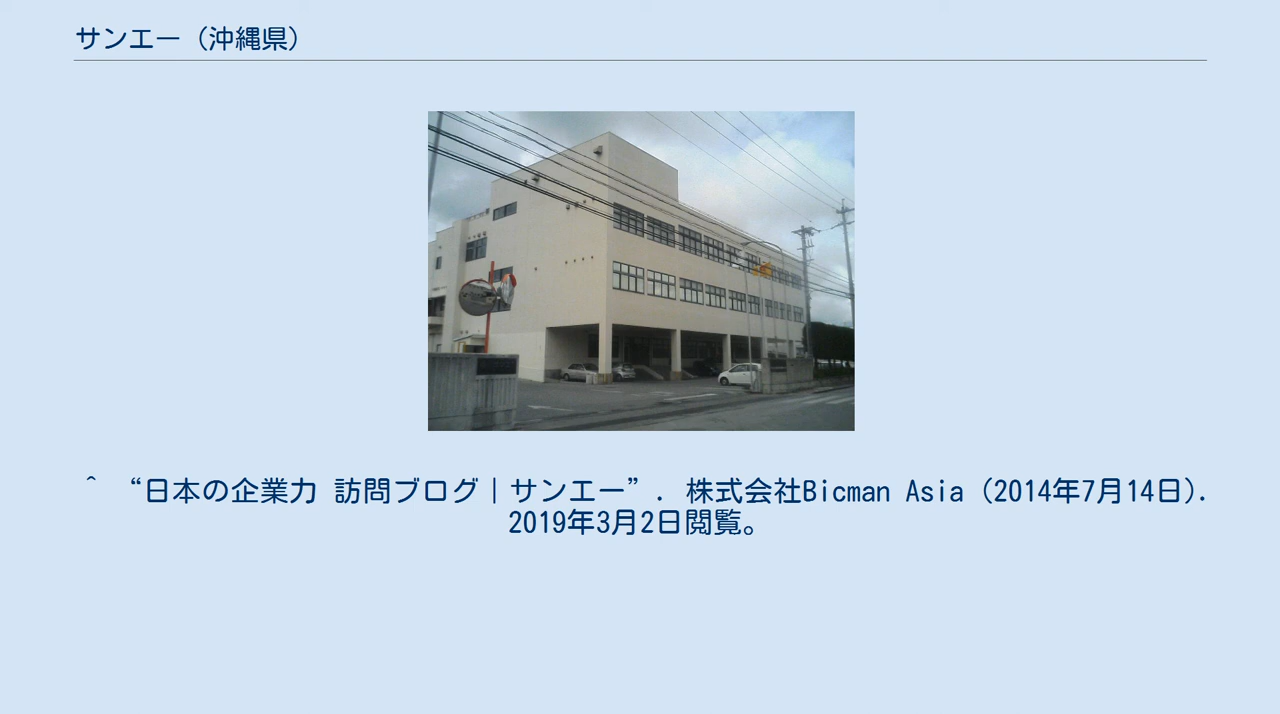 サンエー（沖縄県）
^ “日本の企業力 訪問ブログ｜サンエー”. 株式会社Bicman Asia (2014年7月14日).
2019年3月2日閲覧。